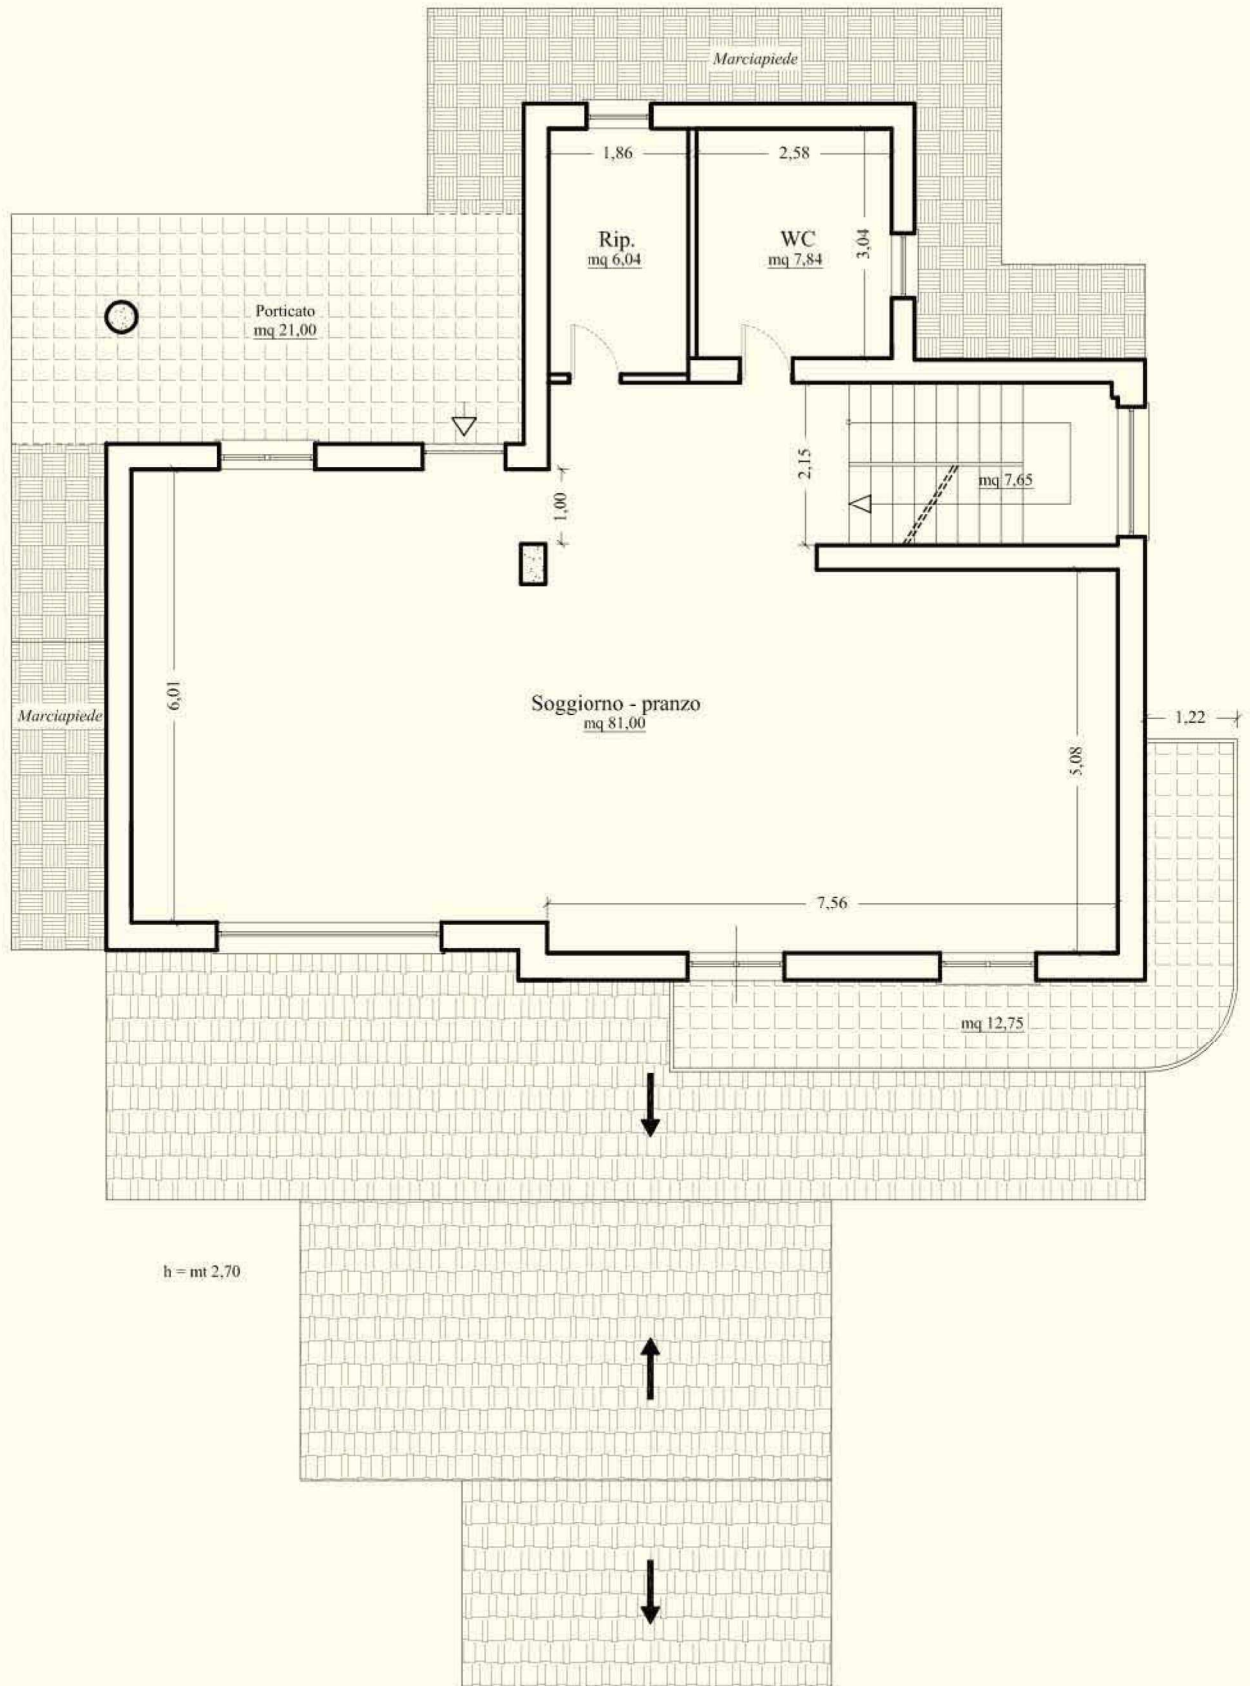 Marciapiede
1,86
2,58
Rip.
mq 6,04
WC
mq 7,84
3,04
Porticato
mq 21,00
2,15
mq 7,65
1,00
6,01
Soggiorno - pranzo
mq 81,00
Marciapiede
1,22
5,08
7,56
mq 12,75
h = mt 2,70